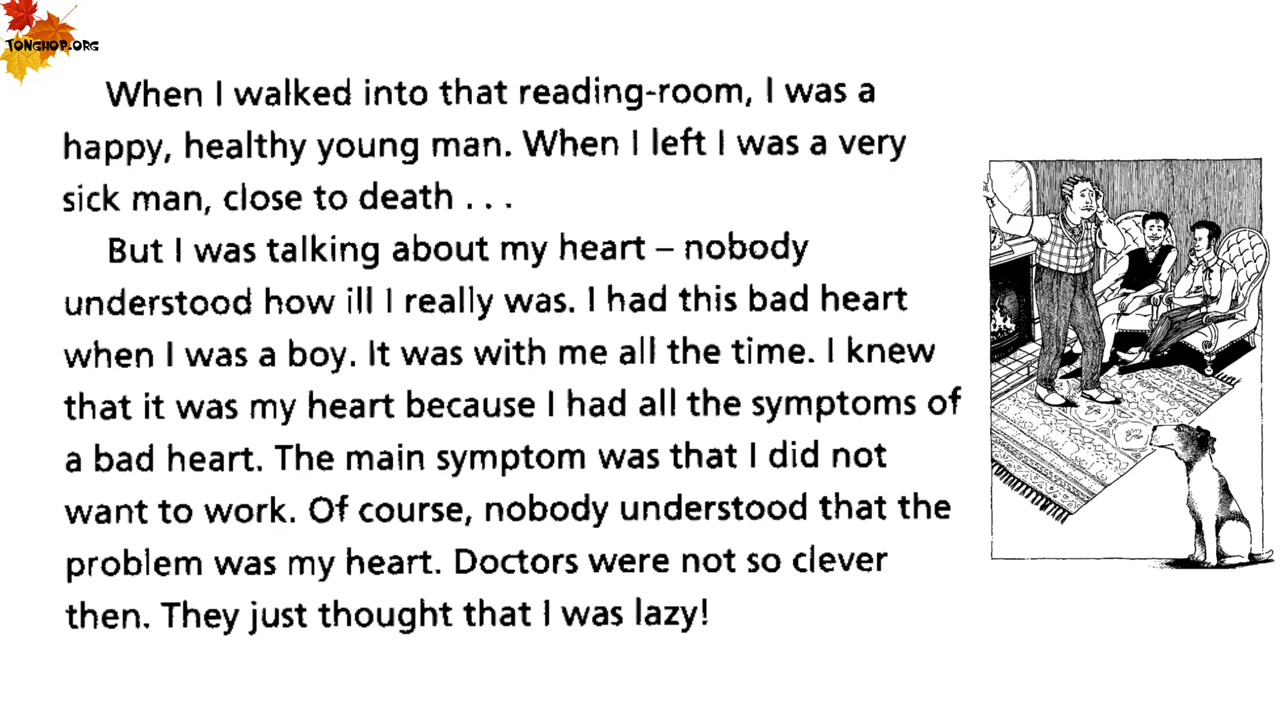 TONGHOP.ORG
When I walked into that reading-room, I was a
happy, healthy young man. When I left I was a very
sick man, close to death . . .
But I was talking about my heart – nobody
understood how ill I really was. I had this bad heart
when I was a boy. It was with me all the time. I knew
that it was my heart because I had all the symptoms of
a bad heart. The main symptom was that I did not
want to work. Of course, nobody understood that the
problem was my heart. Doctors were not so clever
then. They just thought that I was lazy!